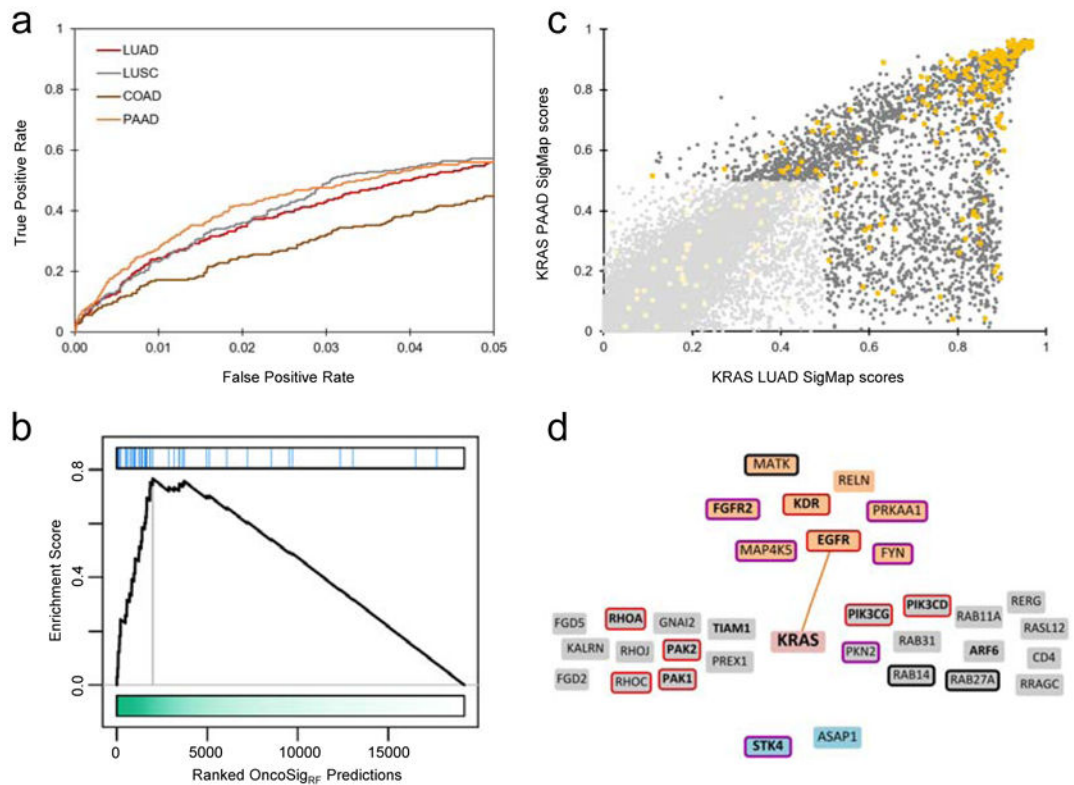 a
1
0.8
0.6
0.4
0.2
0
True Positive Rate
LUAD
LUSC
COAD
PAAD
0.00
0.01
0.02
0.03
0.04
0.05
False Positive Rate
c
1
0.8
0.6
0.4
0.2
0
KRAS PAAD SigMap scores
0
0.2
0.4
0.6
0.8
1
KRAS LUAD SigMap scores
b
0.8
0.4
0.0
Enrichment Score
0
5000
10000
15000
Ranked OncoSigRF Predictions
d
MATK
RELN
FGFR2
KDR
PRKAA1
MAP4K5
EGFR
FYN
FGD5
RHOA
GNAI2
TIAM1
KALRN
RHOJ
PAK2
PREX1
FGD2
RHOC
PAK1
KRAS
PIK3CG
PIK3CD
RAB11A
RERG
RASL12
PKN2
RAB31
ARF6
CD4
RAB14
RAB27A
RRAGC
STK4
ASAP1